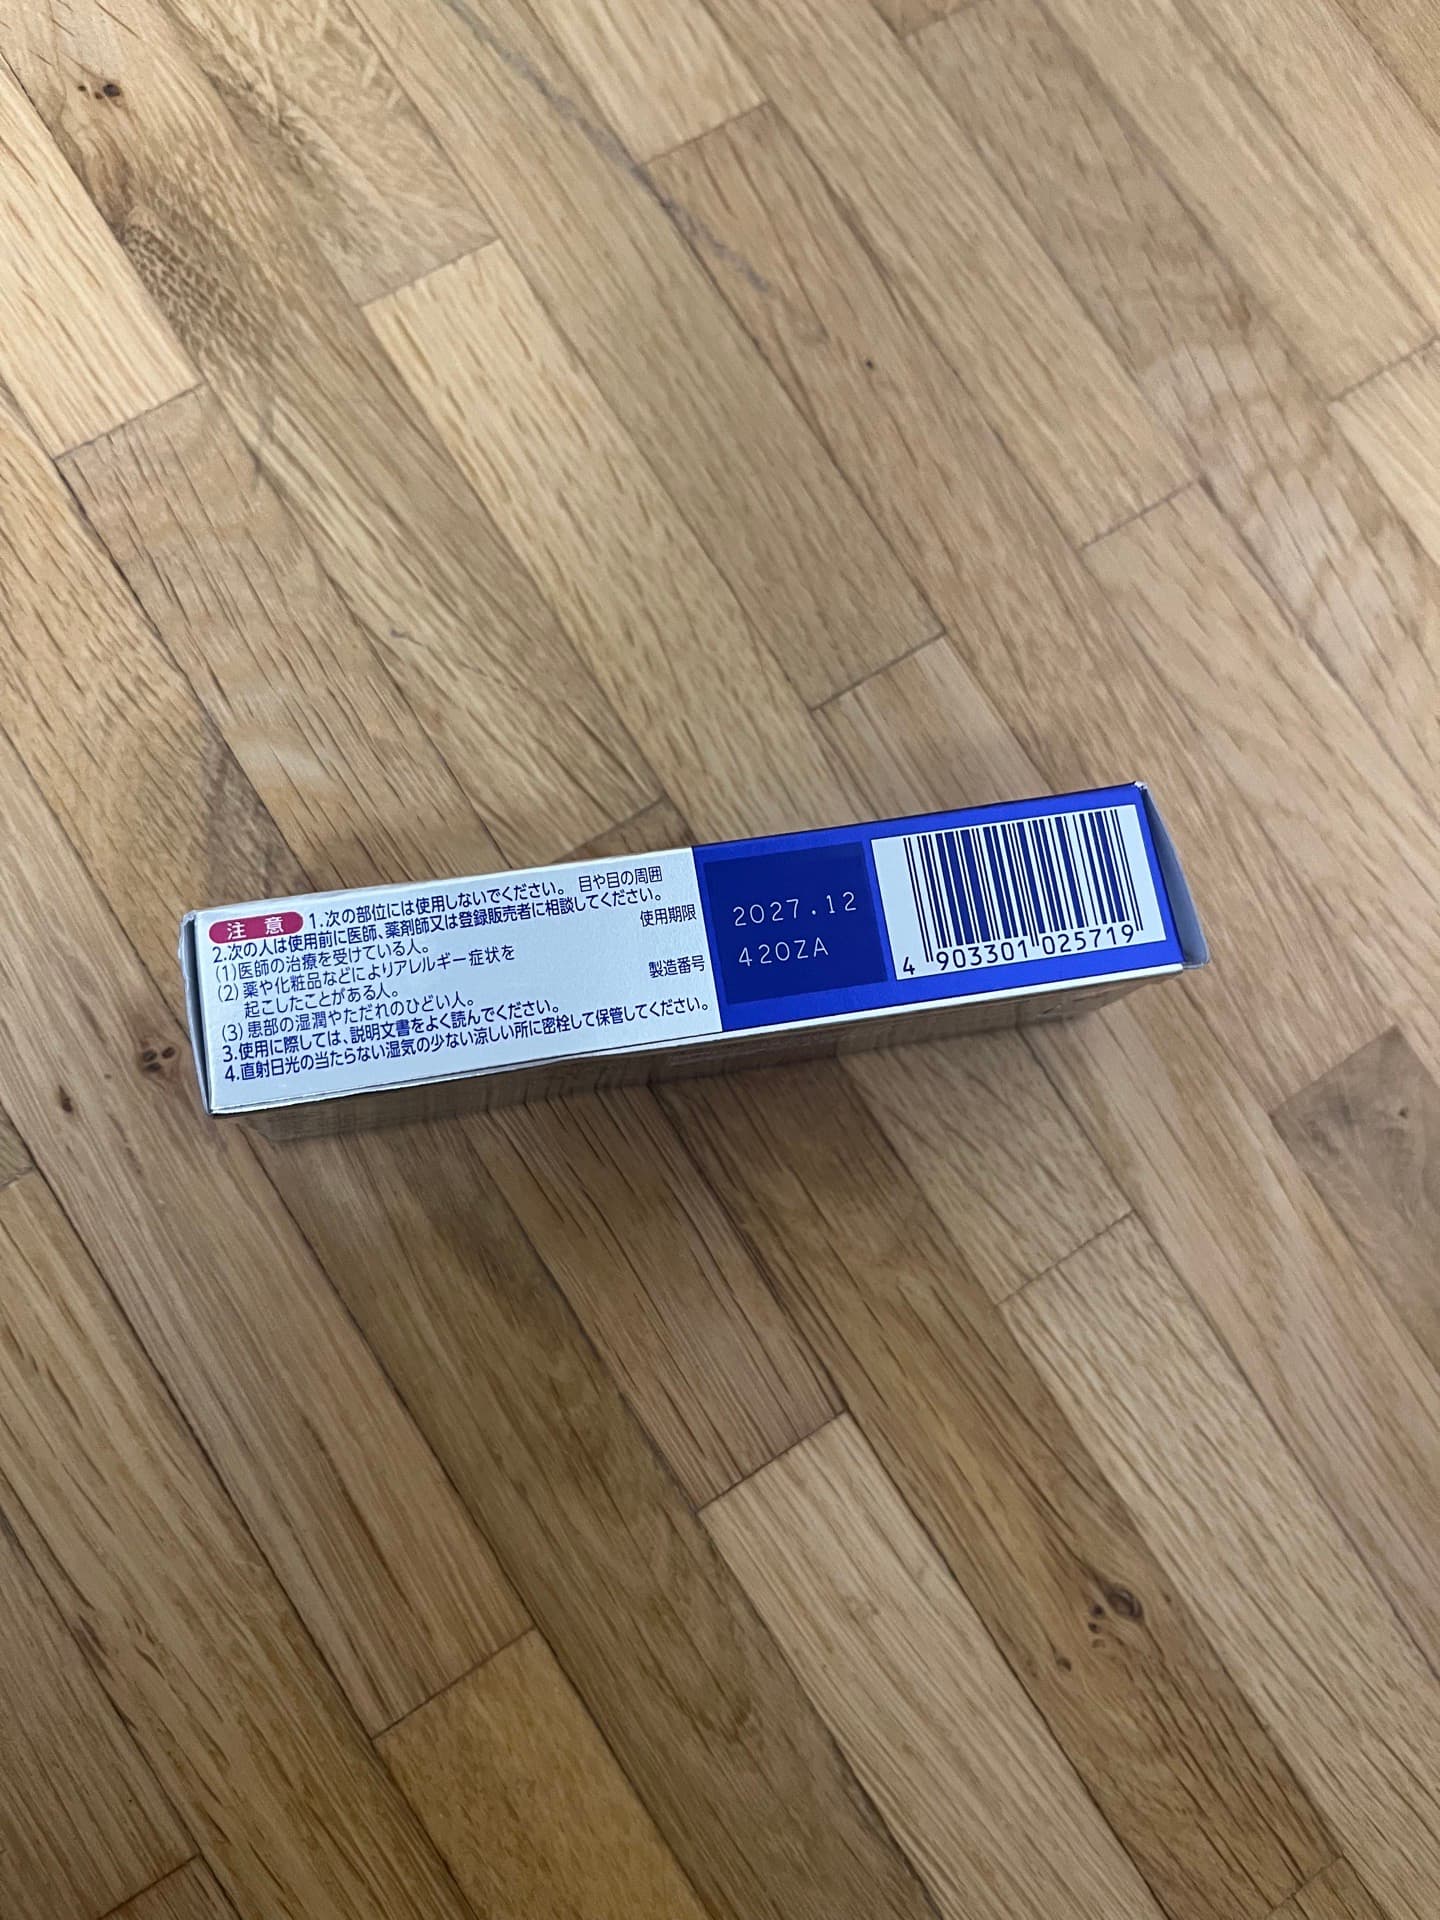 注意 1.次の部位には使用しないでください。 目や目の周囲
2.次の人は使用前に医師、薬剤師又は登録販売者に相談してください。
(1)医師の治療を受けている人。
(2)薬や化粧品などによりアレルギー症状を
起こしたことがある人。
(3)患部の湿潤やただれのひどい人。
3.使用に際しては、説明文書をよく読んでください。
4.直射日光の当たらない湿気の少ない涼しい所に密栓して保管してください。
使用期限
2027.12
製造番号
420ZA
4 903301 025719